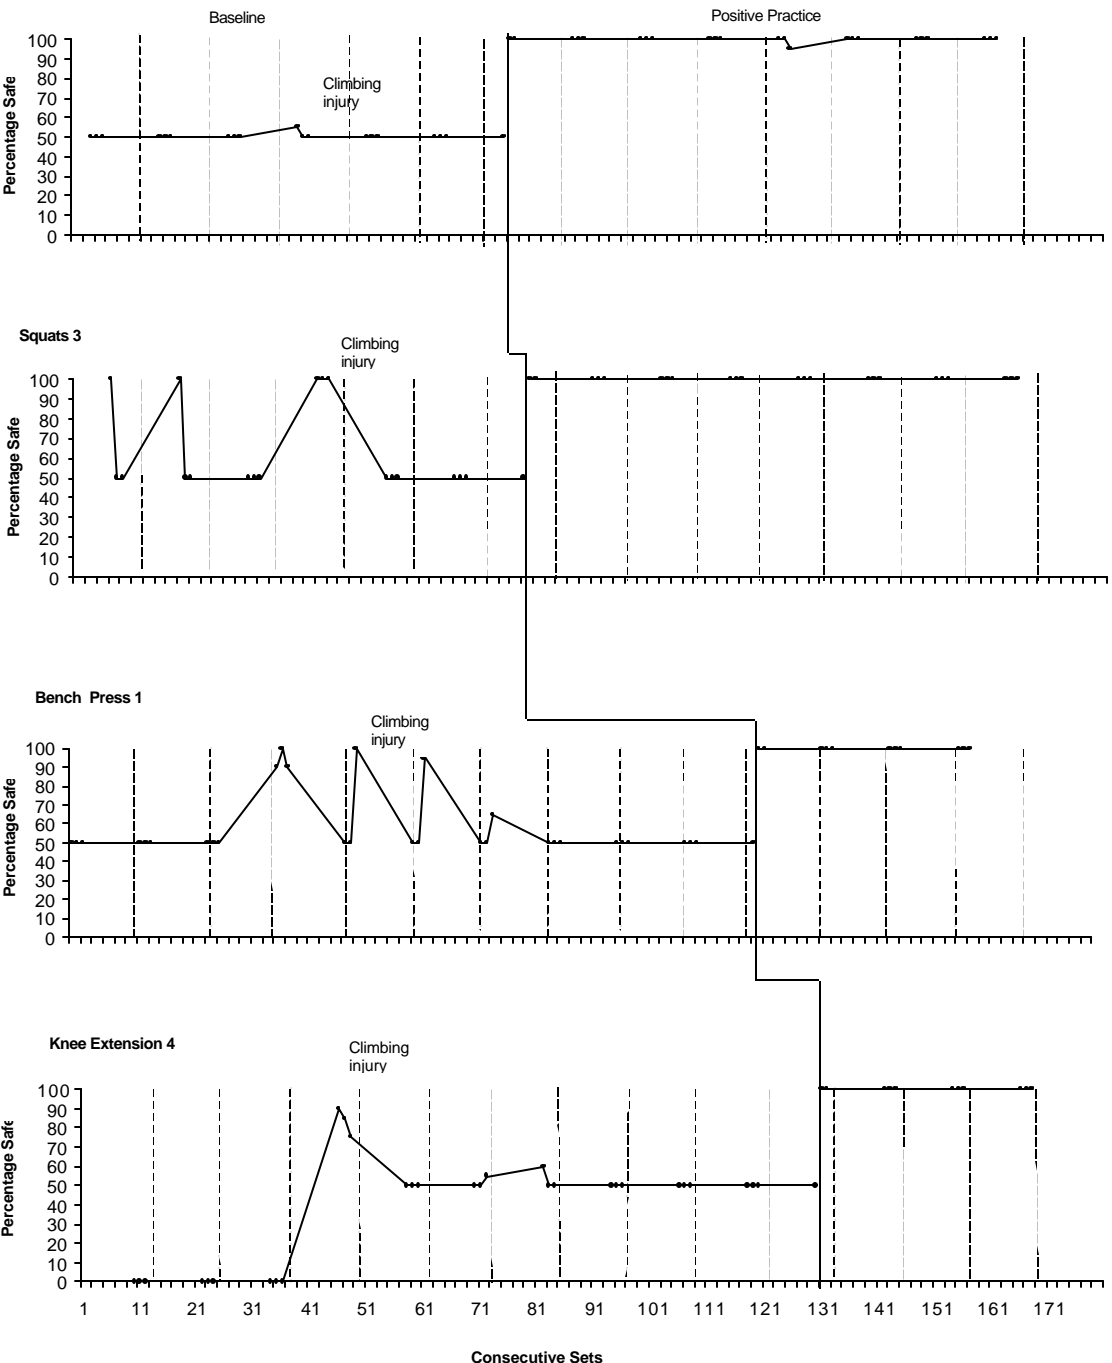 Baseline
Positive Practice
100
90
80
70
60
50
40
30
20
10
0
Percentage Safe
Climbing
injury
Squats 3
Climbing
injury
100
90
80
70
60
50
40
30
20
10
0
Percentage Safe
Bench Press 1
Climbing
injury
100
90
80
70
60
50
40
30
20
10
0
Percentage Safe
Knee Extension 4
Climbing
injury
100
90
80
70
60
50
40
30
20
10
0
Percentage Safe
1 11 21 31 41 51 61 71 81 91 101 111 121 131 141 151 161 171
Consecutive Sets